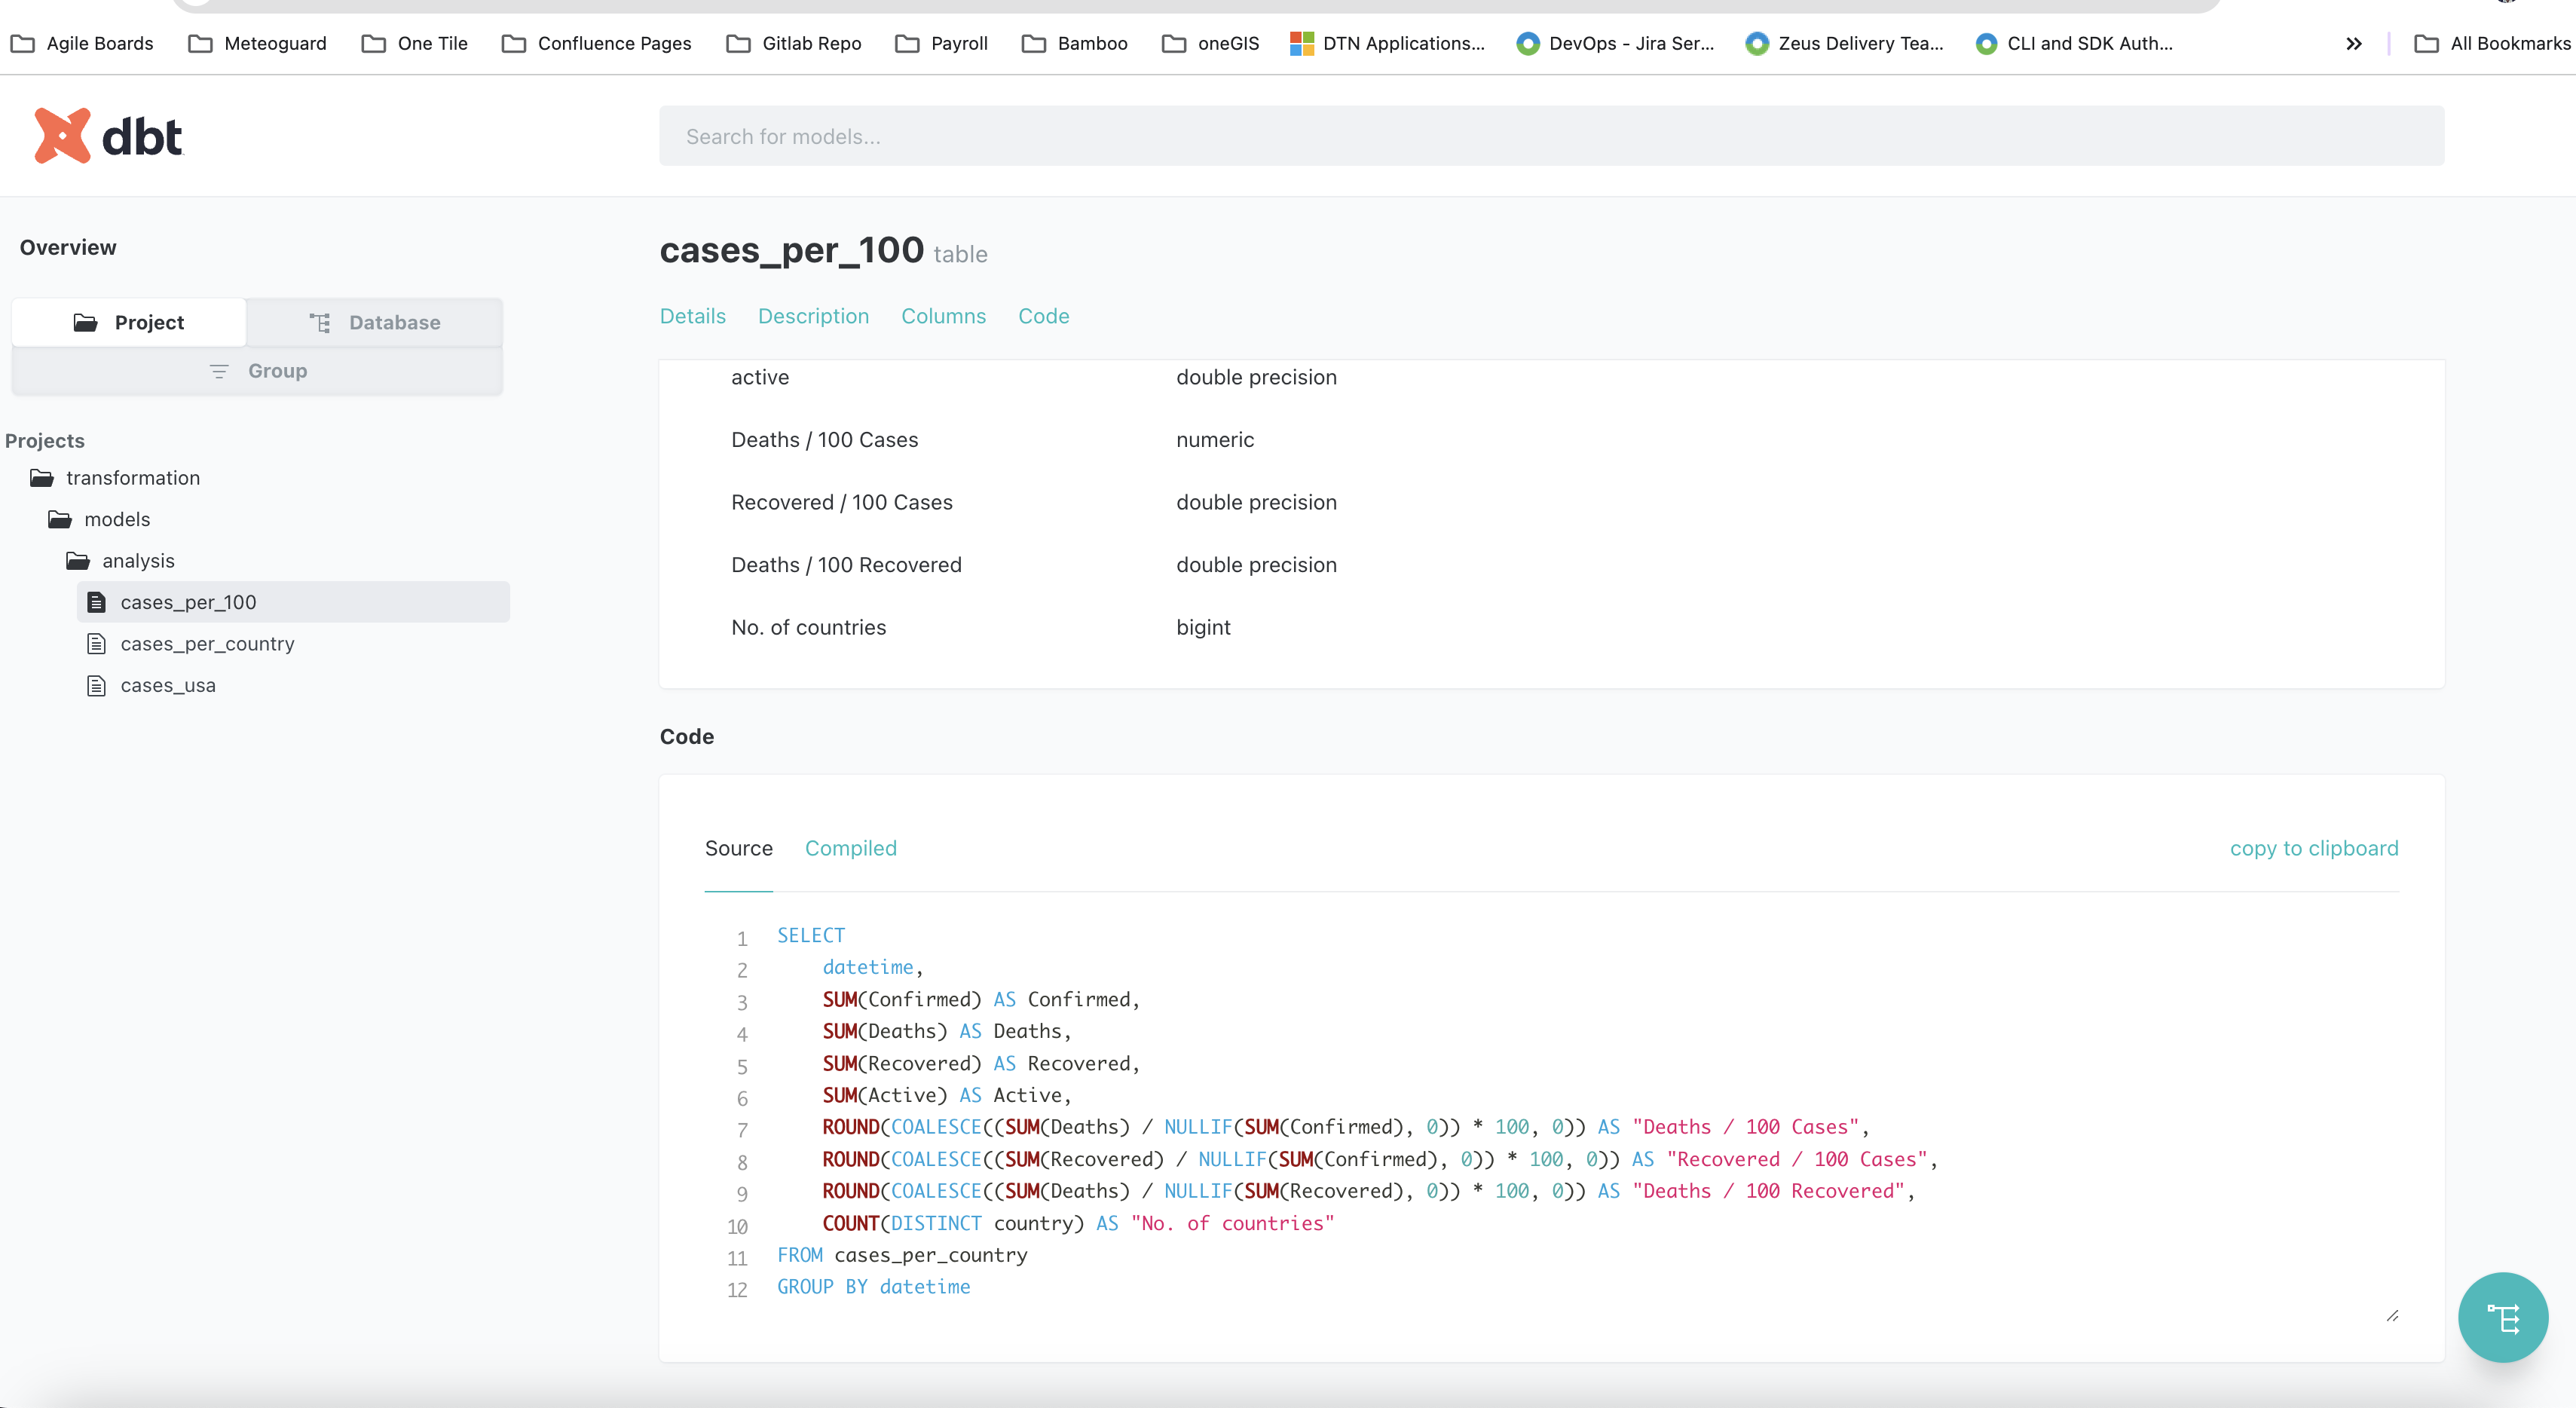 Agile Boards Meteoguard One Tile Confluence Pages Gitlab Repo Payroll Bamboo oneGIS DTN Applications... DevOps - Jira Ser... Zeus Delivery Tea... CLI and SDK Auth... » All Bookmarks
dbt
Search for models...
Overview
Project Database
Group
Projects
transformation
models
analysis
cases_per_100
cases_per_country
cases_usa
cases_per_100 table
Details Description Columns Code
active double precision
Deaths / 100 Cases numeric
Recovered / 100 Cases double precision
Deaths / 100 Recovered double precision
No. of countries bigint
Code
Source Compiled copy to clipboard
1 SELECT
2 datetime,
3 SUM(Confirmed) AS Confirmed,
4 SUM(Deaths) AS Deaths,
5 SUM(Recovered) AS Recovered,
6 SUM(Active) AS Active,
7 ROUND(COALESCE((SUM(Deaths) / NULLIF(SUM(Confirmed), 0)) * 100, 0)) AS "Deaths / 100 Cases",
8 ROUND(COALESCE((SUM(Recovered) / NULLIF(SUM(Confirmed), 0)) * 100, 0)) AS "Recovered / 100 Cases",
9 ROUND(COALESCE((SUM(Deaths) / NULLIF(SUM(Recovered), 0)) * 100, 0)) AS "Deaths / 100 Recovered",
10 COUNT(DISTINCT country) AS "No. of countries"
11 FROM cases_per_country
12 GROUP BY datetime